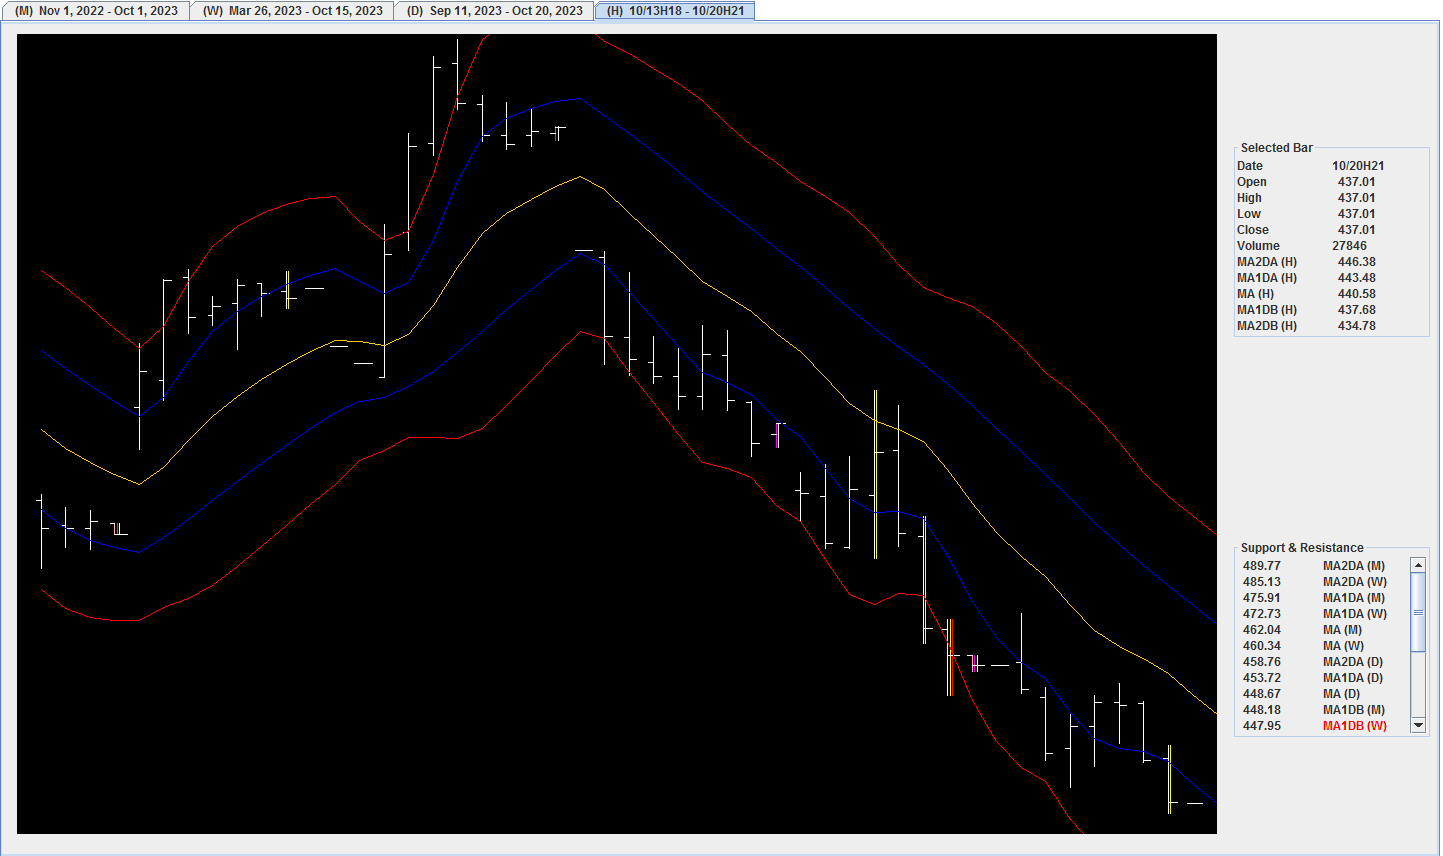 (M) Nov 1, 2022 - Oct 1, 2023 (W) Mar 26, 2023 - Oct 15, 2023 (D) Sep 11, 2023 - Oct 20, 2023 (H) 10/13H18 - 10/20H21
Selected Bar
Date 10/20H21
Open 437.01
High 437.01
Low 437.01
Close 437.01
Volume 27846
MA2DA (H) 446.38
MA1DA (H) 443.48
MA (H) 440.58
MA1DB (H) 437.68
MA2DB (H) 434.78
Support & Resistance
489.77 MA2DA (M)
485.13 MA2DA (W)
475.91 MA1DA (M)
472.73 MA1DA (W)
462.04 MA (M)
460.34 MA (W)
458.76 MA2DA (D)
453.72 MA1DA (D)
448.67 MA (D)
448.18 MA1DB (M)
447.95 MA1DB (W)